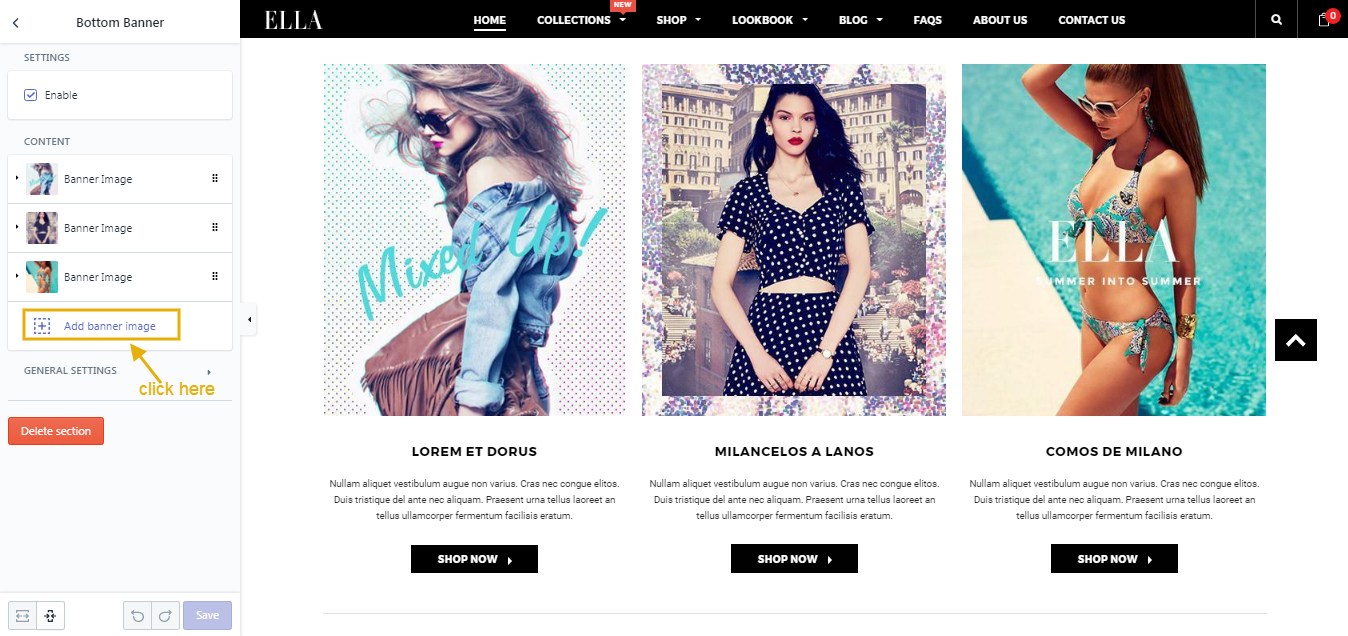 Bottom Banner
SETTINGS
Enable
CONTENT
Banner Image
Banner Image
Banner Image
Add banner image
GENERAL SETTINGS
click here
Delete section
Save
ELLA
HOME
COLLECTIONS
NEW
SHOP
LOOKBOOK
BLOG
FAQS
ABOUT US
CONTACT US
0
Mixed Up!
ELLA
SUMMER INTO SUMMER
LOREM ET DORUS
Nullam aliquet vestibulum augue non varius. Cras nec congue elitos.
Duis tristique del ante nec aliquam. Praesent urna tellus laoreet an
tellus ullamcorper fermentum facilisis eratum.
SHOP NOW
MILANCELOS A LANOS
Nullam aliquet vestibulum augue non varius. Cras nec congue elitos.
Duis tristique del ante nec aliquam. Praesent urna tellus laoreet an
tellus ullamcorper fermentum facilisis eratum.
SHOP NOW
COMOS DE MILANO
Nullam aliquet vestibulum augue non varius. Cras nec congue elitos.
Duis tristique del ante nec aliquam. Praesent urna tellus laoreet an
tellus ullamcorper fermentum facilisis eratum.
SHOP NOW